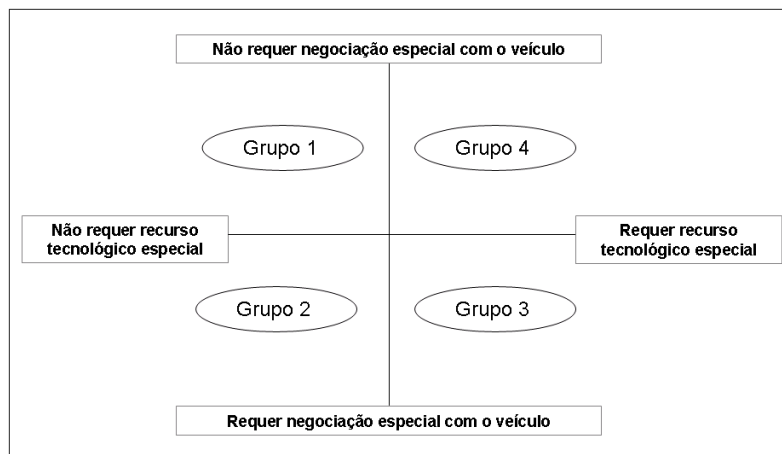 Não requer negociação especial com o veículo
Grupo 1
Grupo 4
Não requer recurso
tecnológico especial
Requer recurso
tecnológico especial
Grupo 2
Grupo 3
Requer negociação especial com o veículo